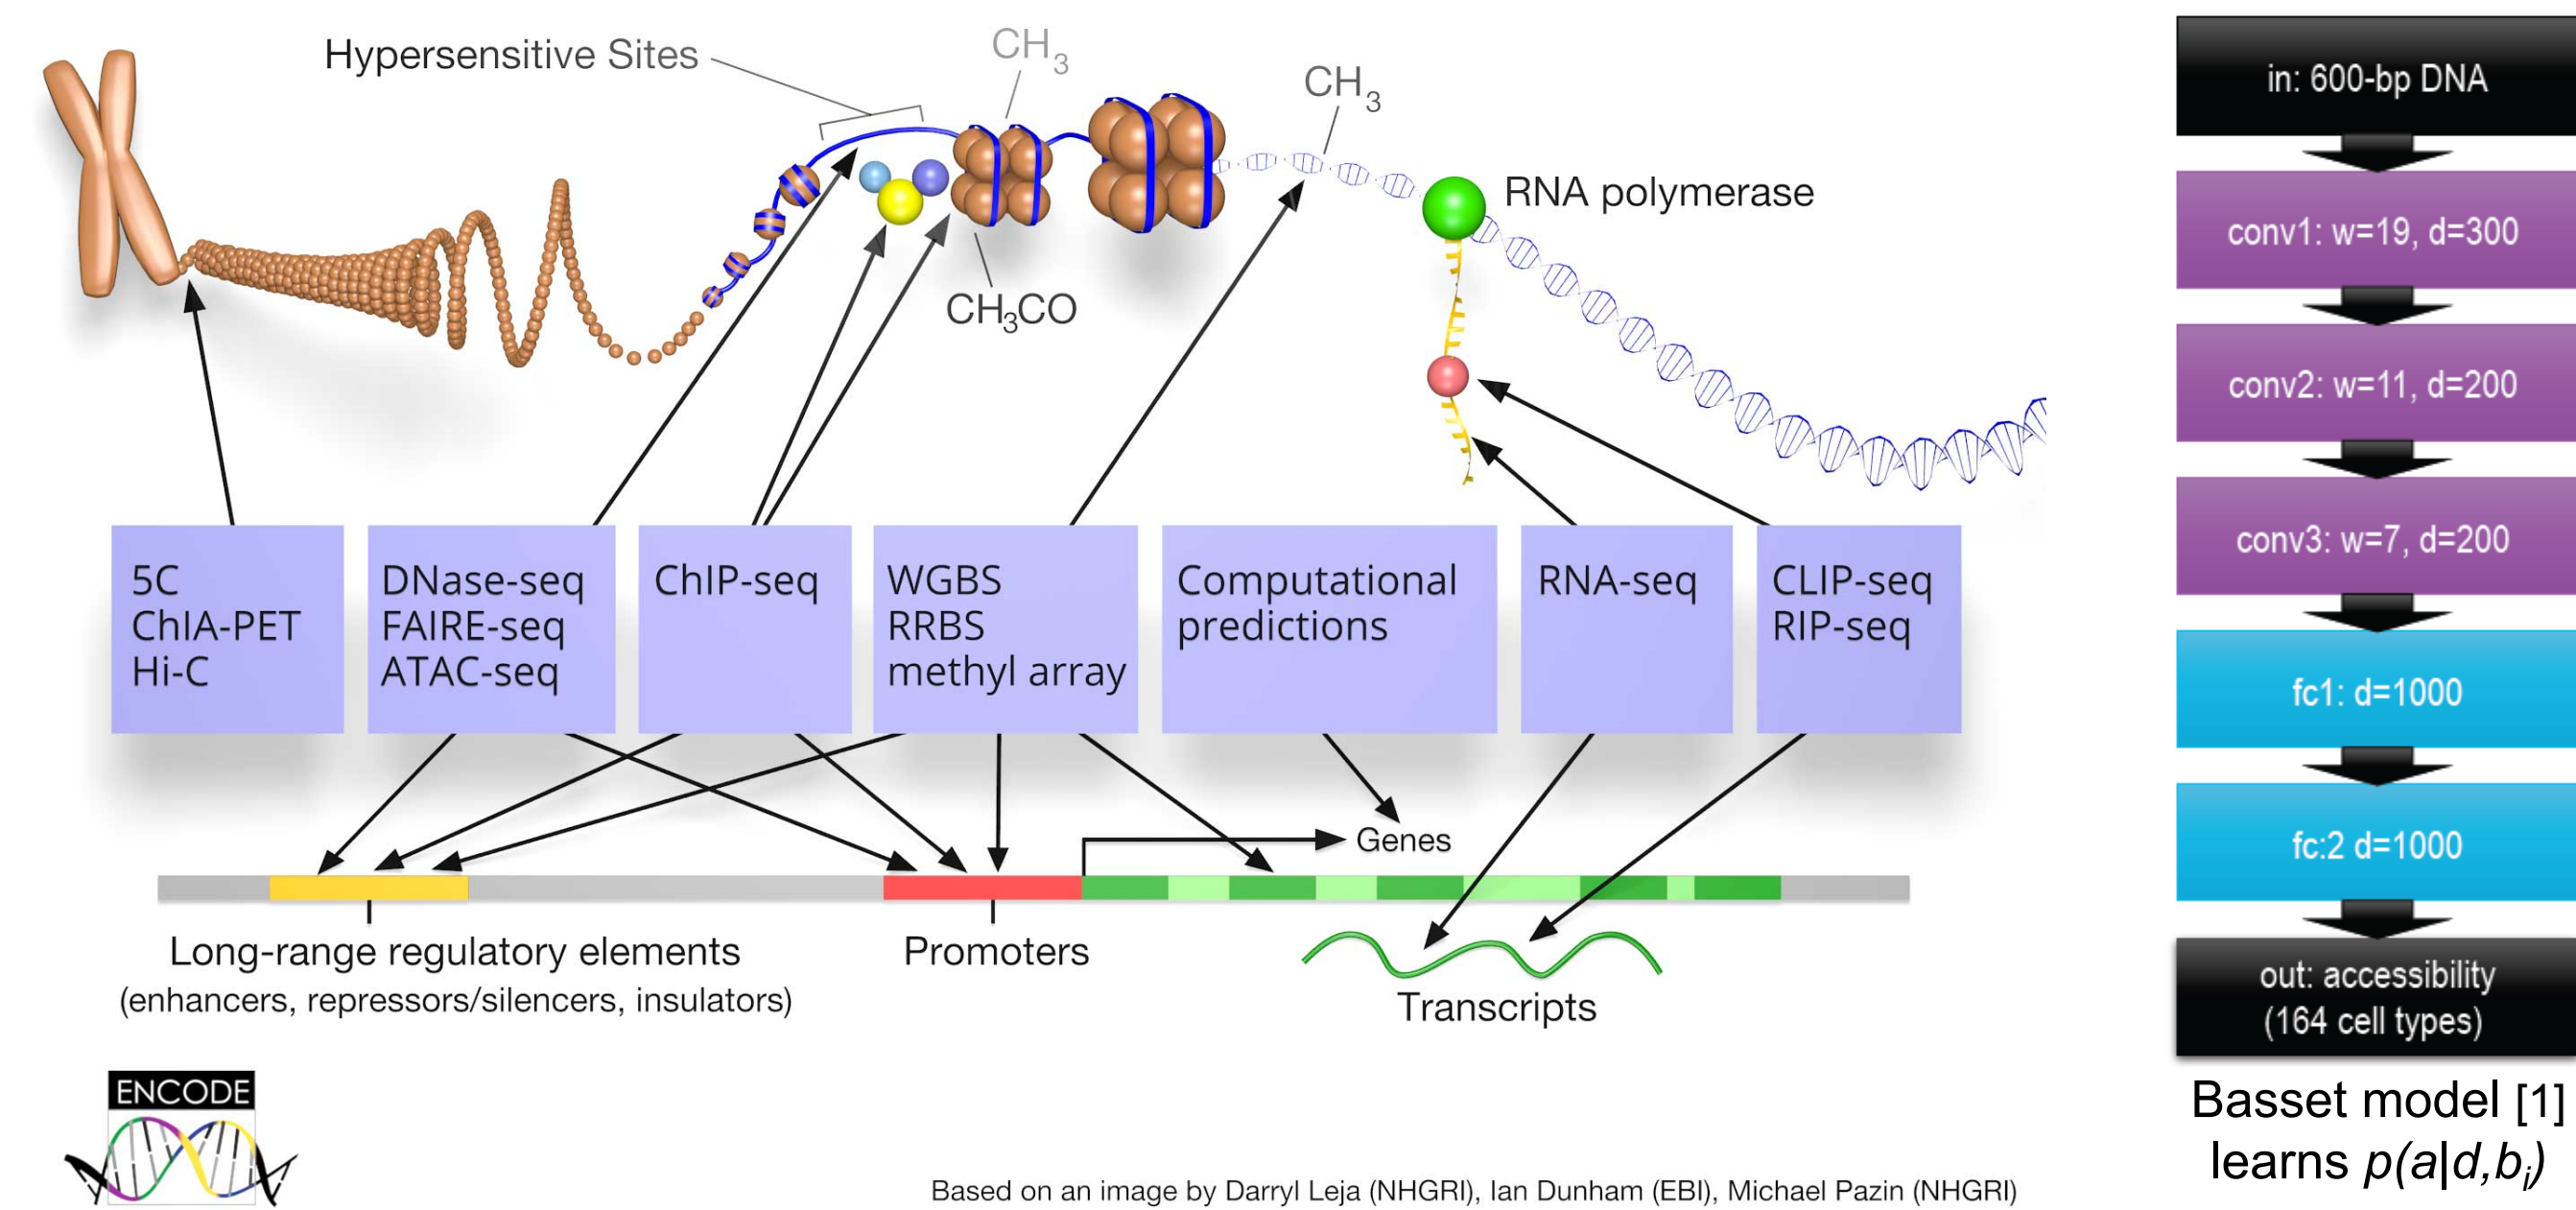 Hypersensitive Sites
CH3
CH3
RNA polymerase
CH3CO
5C
ChIA-PET
Hi-C
DNase-seq
FAIRE-seq
ATAC-seq
ChIP-seq
WGBS
RRBS
methyl array
Computational
predictions
RNA-seq
CLIP-seq
RIP-seq
Genes
Long-range regulatory elements
(enhancers, repressors/silencers, insulators)
Promoters
Transcripts
ENCODE
Based on an image by Darryl Leja (NHGRI), Ian Dunham (EBI), Michael Pazin (NHGRI)
in: 600-bp DNA
conv1: w=19, d=300
conv2: w=11, d=200
conv3: w=7, d=200
fc1: d=1000
fc:2 d=1000
out: accessibility
(164 cell types)
Basset model [1]
learns p(a|d,bi)